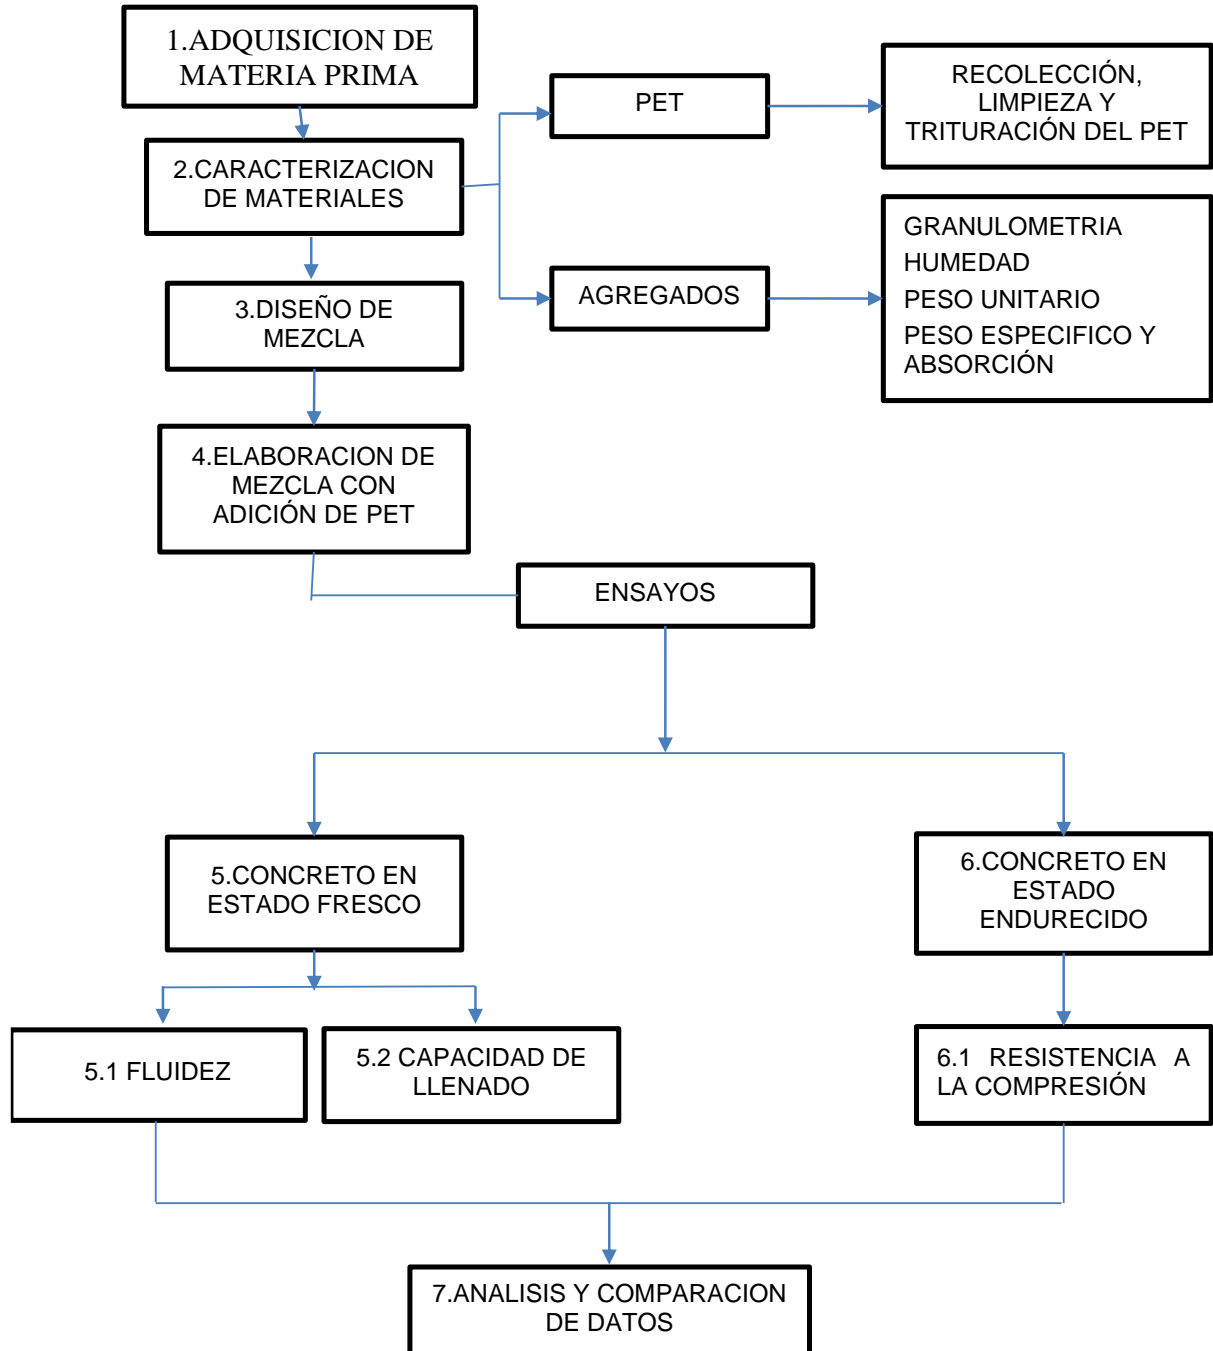 1.ADQUISICION DE
MATERIA PRIMA
PET
RECOLECCIÓN,
LIMPIEZA Y
TRITURACIÓN DEL PET
2.CARACTERIZACION
DE MATERIALES
AGREGADOS
GRANULOMETRIA
HUMEDAD
PESO UNITARIO
PESO ESPECIFICO Y
ABSORCIÓN
3.DISEÑO DE
MEZCLA
4.ELABORACION DE
MEZCLA CON
ADICIÓN DE PET
ENSAYOS
5.CONCRETO EN
ESTADO FRESCO
6.CONCRETO EN
ESTADO
ENDURECIDO
5.1 FLUIDEZ
5.2 CAPACIDAD DE
LLENADO
6.1 RESISTENCIA A
LA COMPRESIÓN
7.ANALISIS Y COMPARACION
DE DATOS